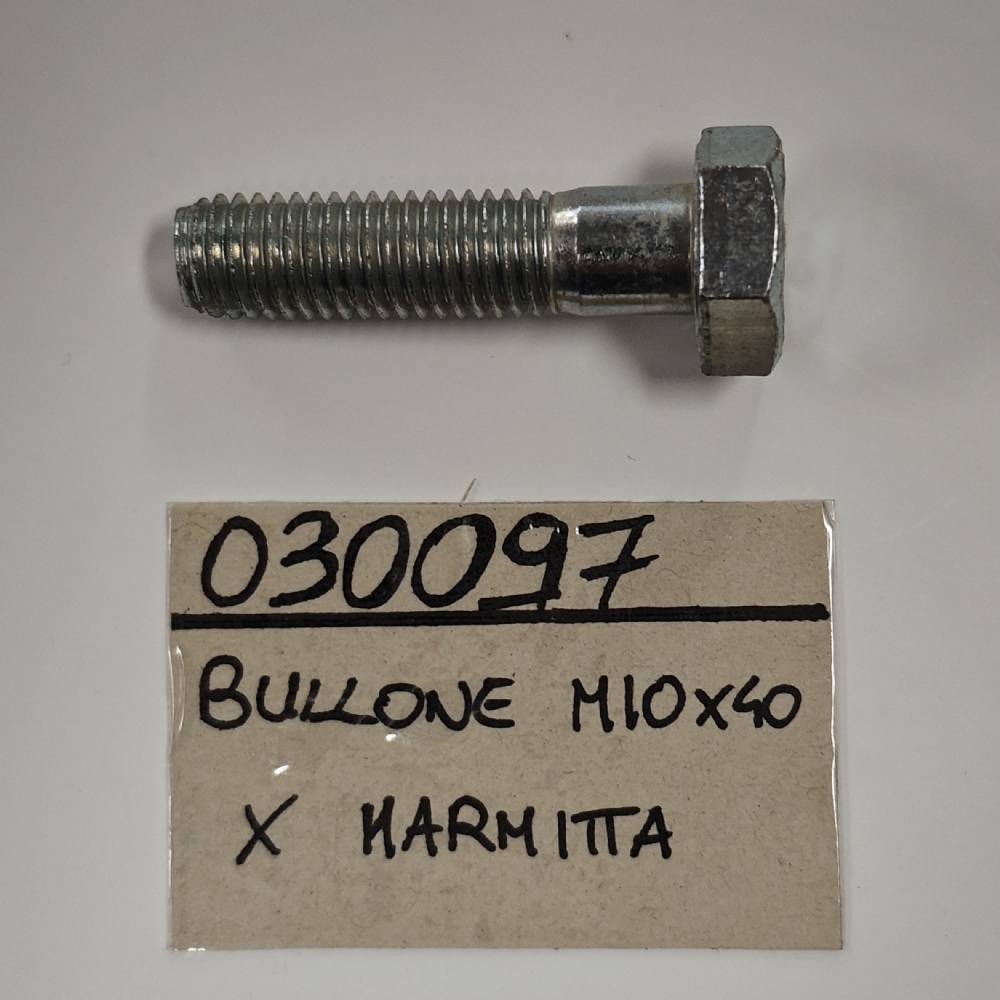 030097
BULLONE M10x40
X MARMITTA